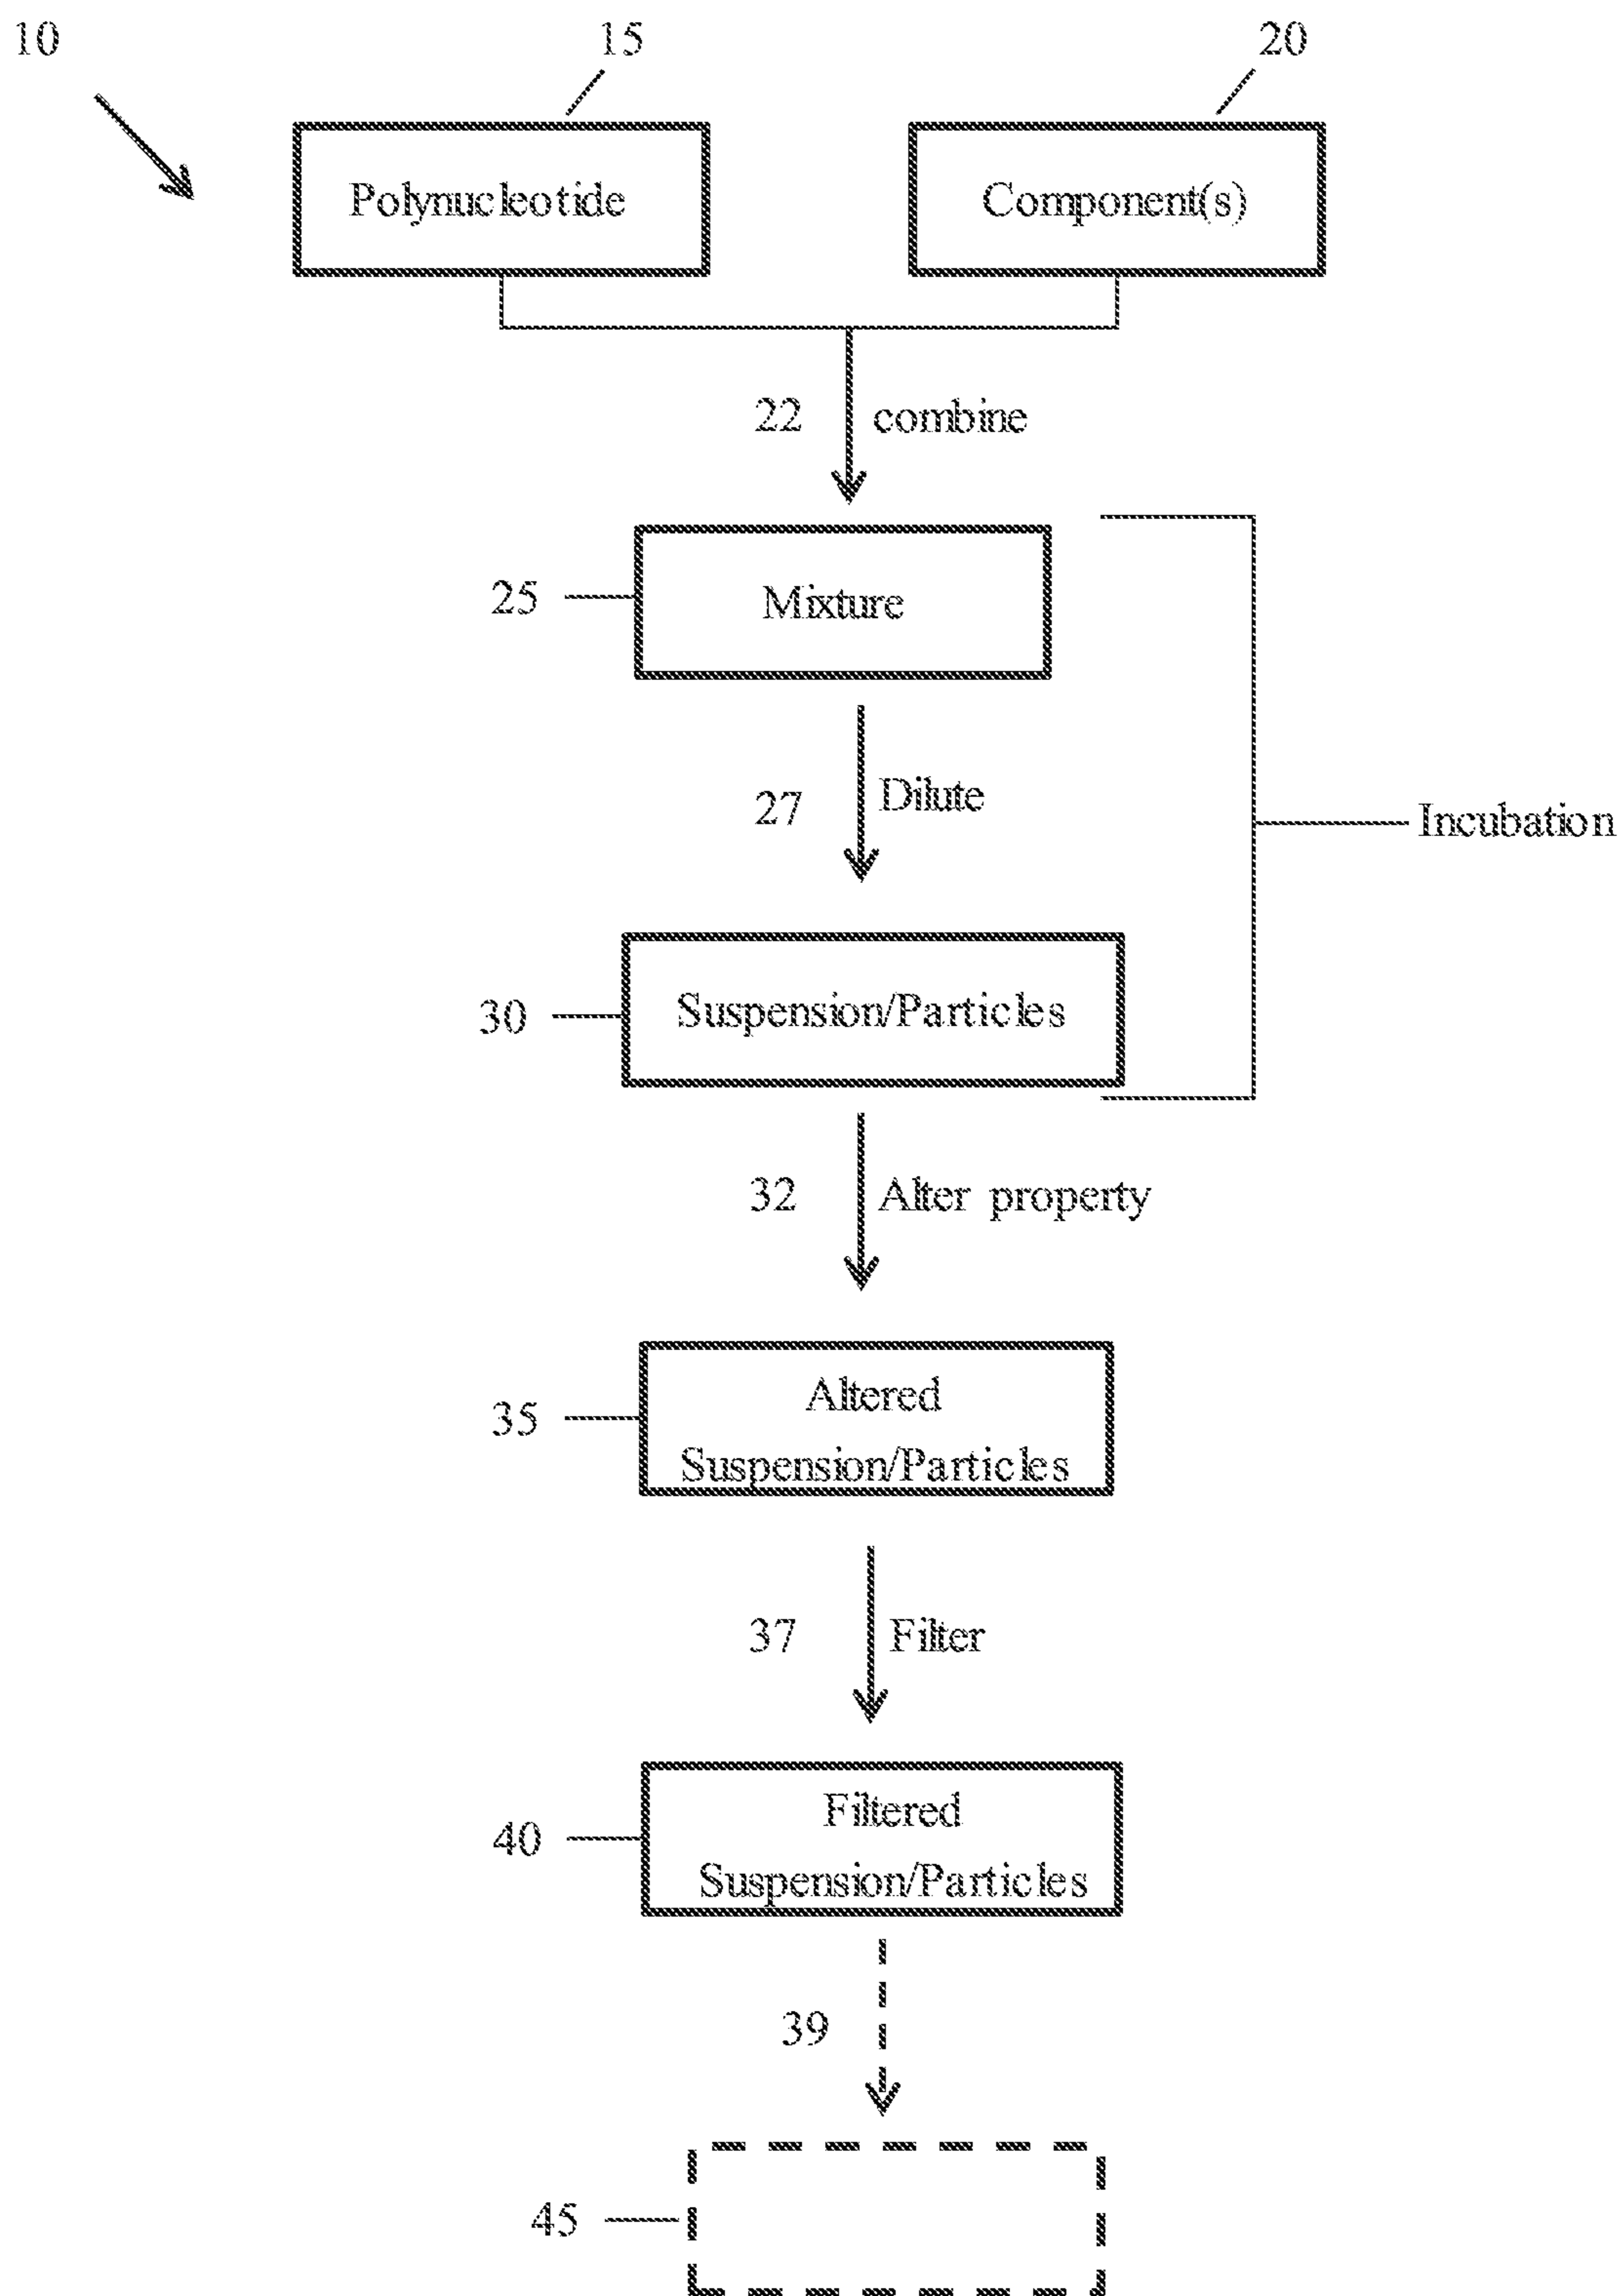 10
15
20
Polynucleotide
Component(s)
22
combine
25
Mixture
27
Dilute
Incubation
30
Suspension/Particles
32
Alter property
35
Altered
Suspension/Particles
37
Filter
40
Filtered
Suspension/Particles
39
45